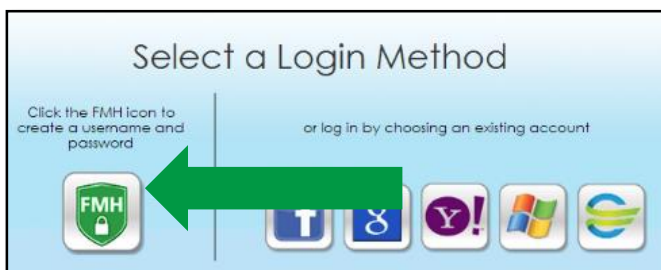 Select a Login Method
Click the FMH icon to
create a username and
password
or log in by choosing an existing account
FMH
f
g
Y!